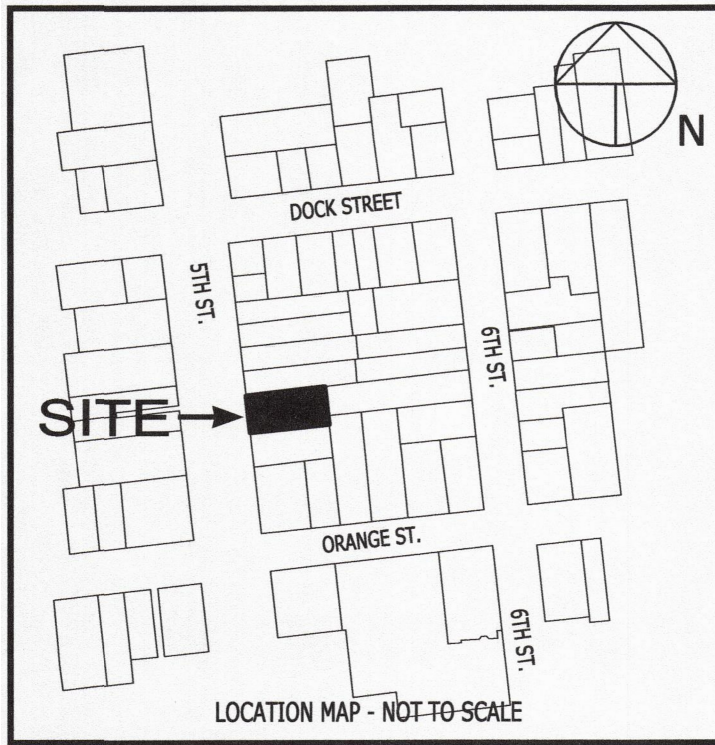 N
DOCK STREET
5TH ST.
6TH ST.
SITE
ORANGE ST.
6TH ST.
LOCATION MAP - NOT TO SCALE